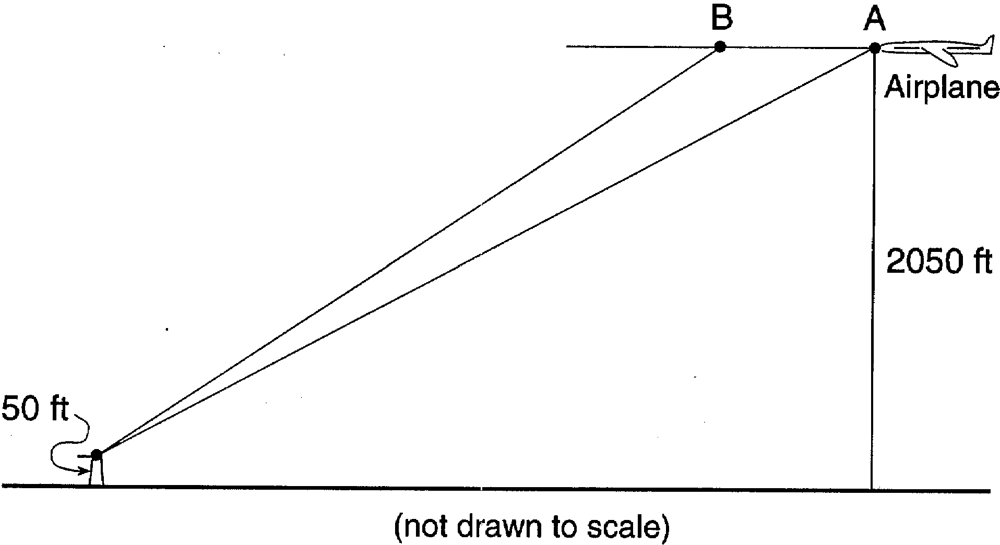 B
A
Airplane
2050 ft
50 ft
(not drawn to scale)